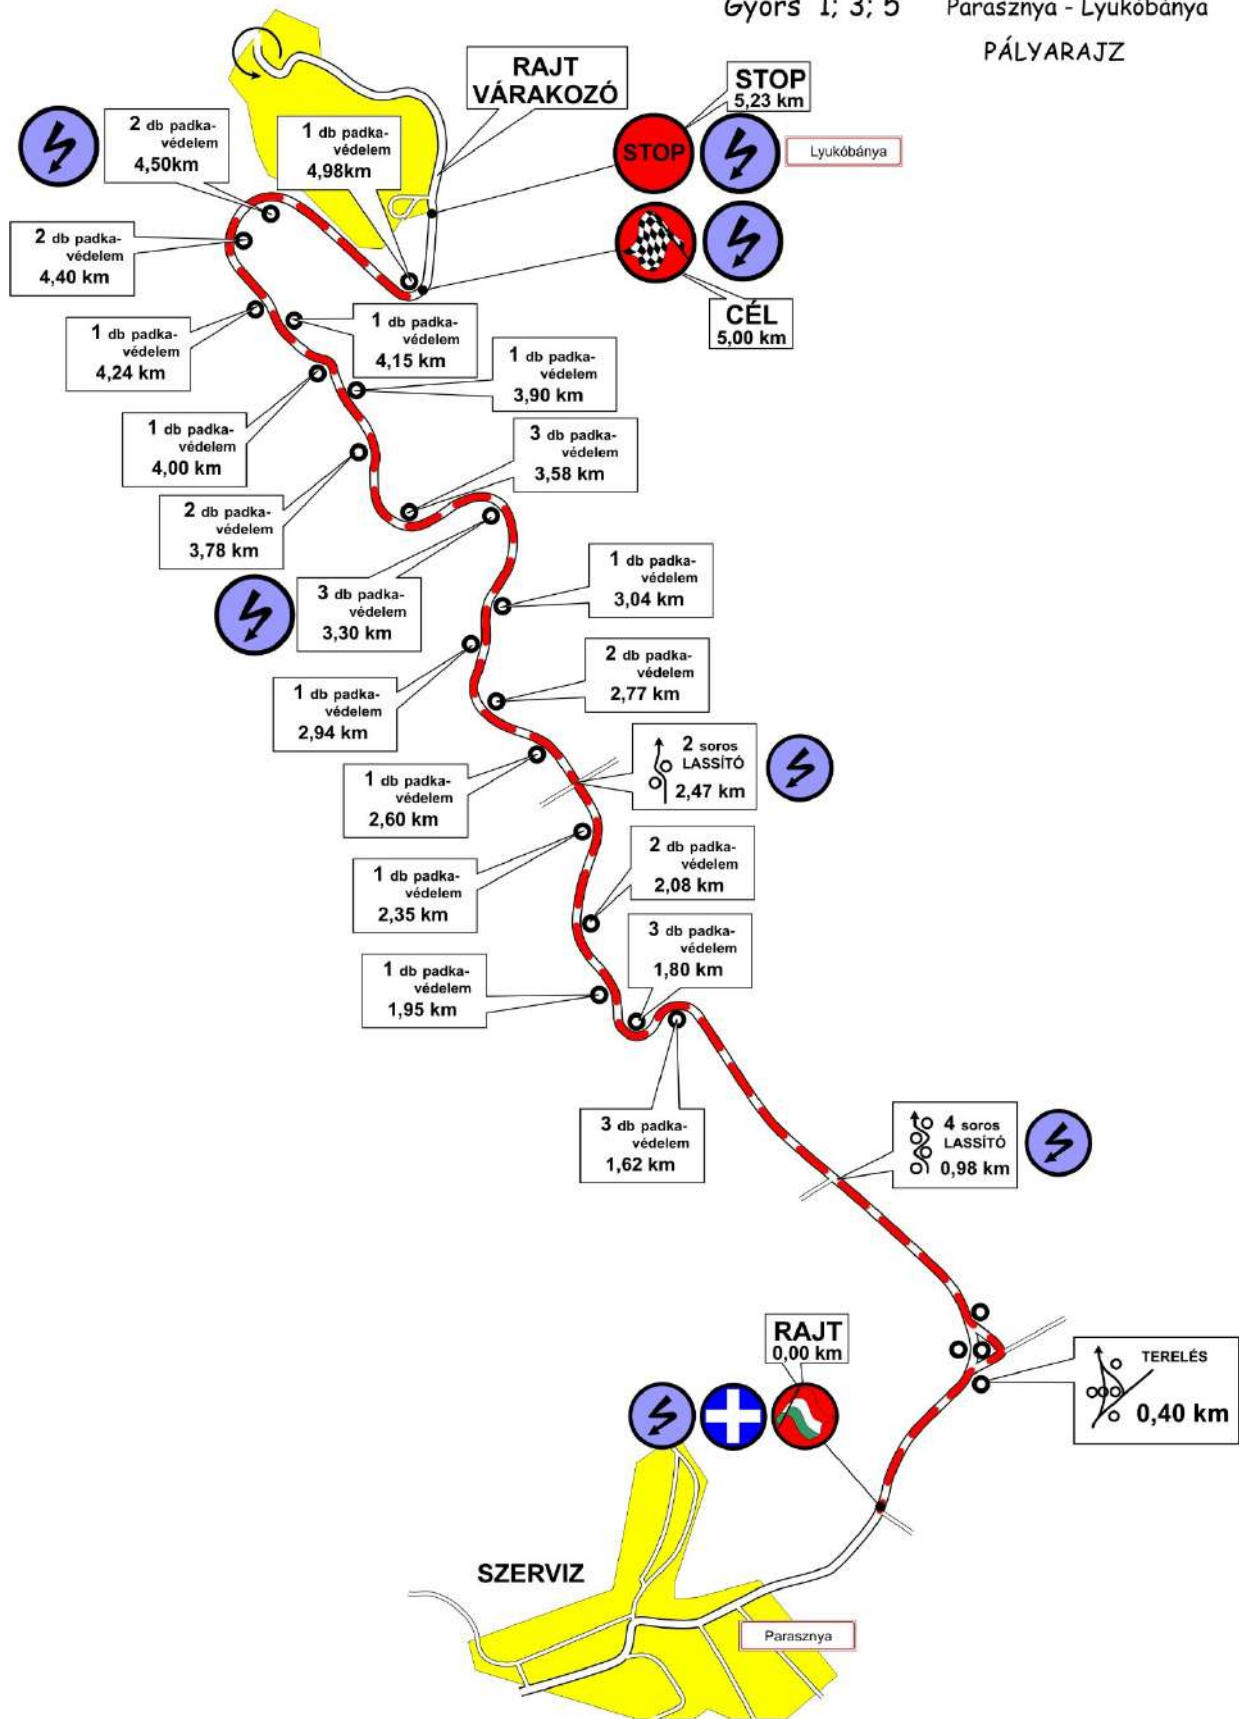 Gyors 1; 3; 5 Parasznya - Lyukóbánya
PÁLYARAJZ
RAJT
VÁRAKOZÓ
STOP
5,23 km
2 db padka-
védelem
4,50km
1 db padka-
védelem
4,98km
STOP
Lyukóbánya
2 db padka-
védelem
4,40 km
CÉL
5,00 km
1 db padka-
védelem
4,24 km
1 db padka-
védelem
4,15 km
1 db padka-
védelem
3,90 km
1 db padka-
védelem
4,00 km
3 db padka-
védelem
3,58 km
2 db padka-
védelem
3,78 km
1 db padka-
védelem
3,04 km
3 db padka-
védelem
3,30 km
2 db padka-
védelem
2,77 km
1 db padka-
védelem
2,94 km
2 soros
LASSÍTÓ
2,47 km
1 db padka-
védelem
2,60 km
2 db padka-
védelem
2,08 km
1 db padka-
védelem
2,35 km
3 db padka-
védelem
1,80 km
1 db padka-
védelem
1,95 km
3 db padka-
védelem
1,62 km
4 soros
LASSÍTÓ
0,98 km
RAJT
0,00 km
TERELÉS
0,40 km
SZERVIZ
Parasznya